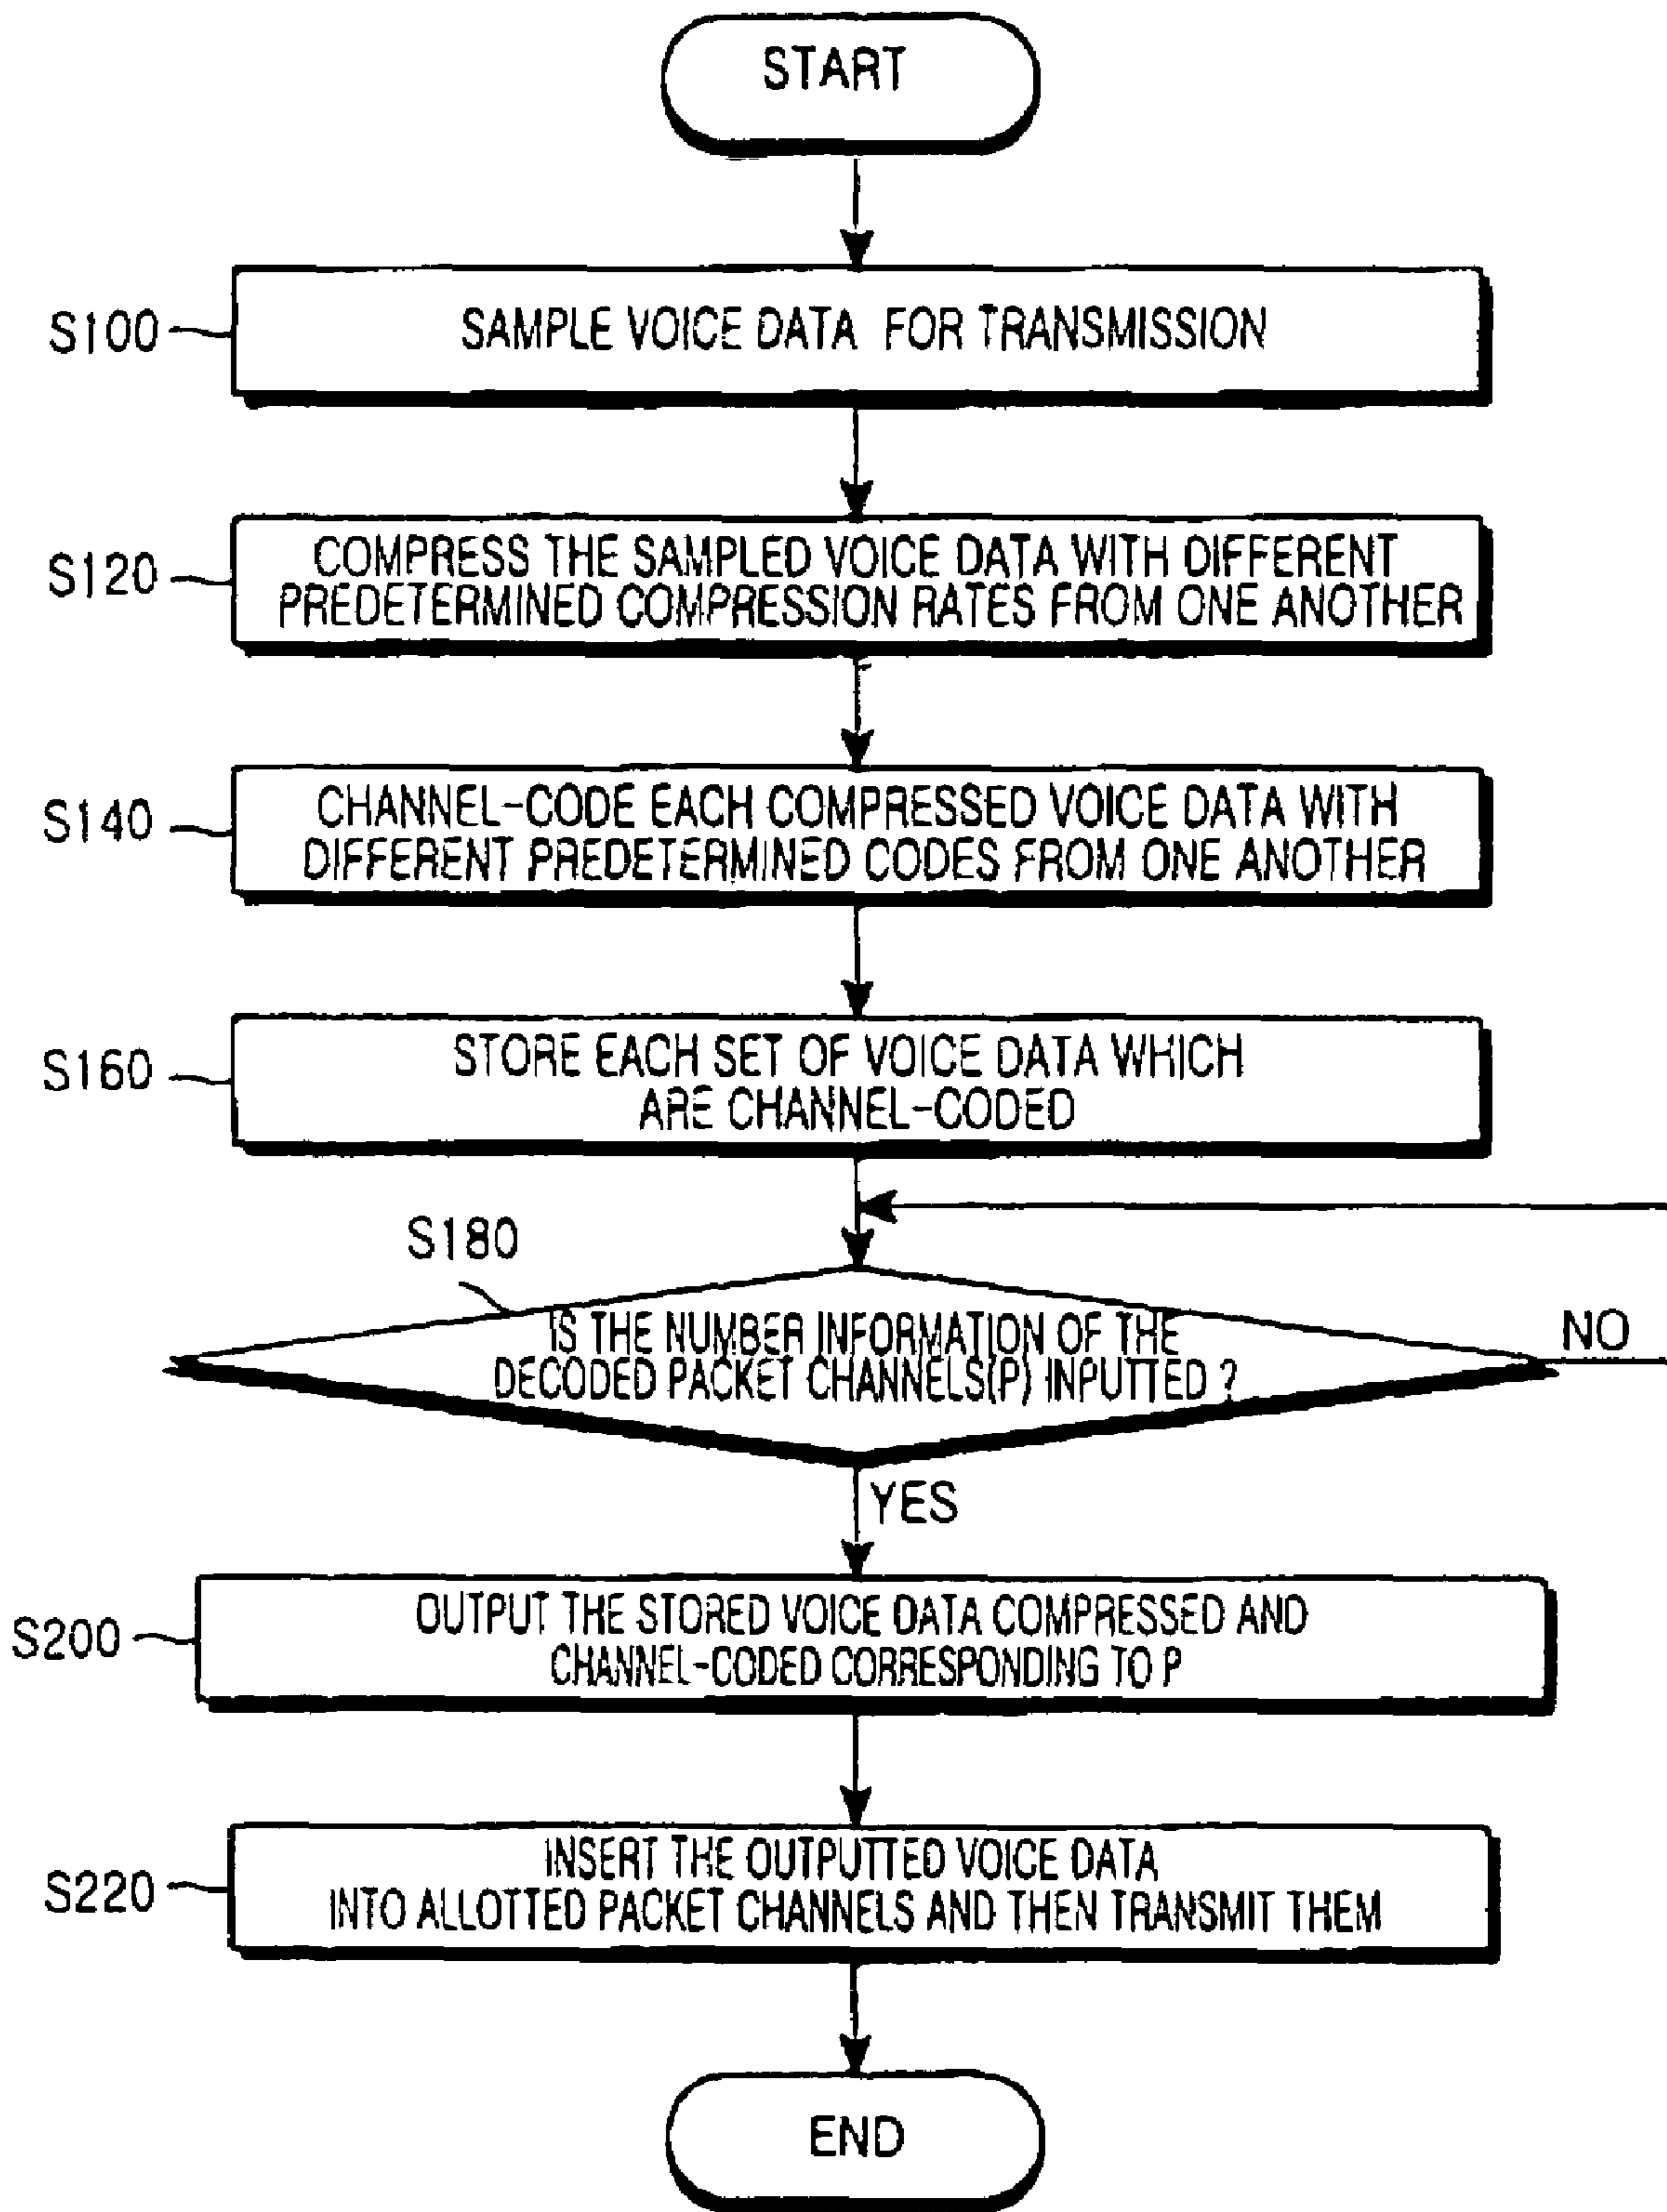 START
S100
SAMPLE VOICE DATA FOR TRANSMISSION
S120
COMPRESS THE SAMPLED VOICE DATA WITH DIFFERENT
PREDETERMINED COMPRESSION RATES FROM ONE ANOTHER
S140
CHANNEL-CODE EACH COMPRESSED VOICE DATA WITH
DIFFERENT PREDETERMINED CODES FROM ONE ANOTHER
S160
STORE EACH SET OF VOICE DATA WHICH
ARE CHANNEL-CODED
S180
IS THE NUMBER INFORMATION OF THE
DECODED PACKET CHANNELS(P) INPUTTED ?
NO
YES
S200
OUTPUT THE STORED VOICE DATA COMPRESSED AND
CHANNEL-CODED CORRESPONDING TO P
S220
INSERT THE OUTPUTTED VOICE DATA
INTO ALLOTTED PACKET CHANNELS AND THEN TRANSMIT THEM
END